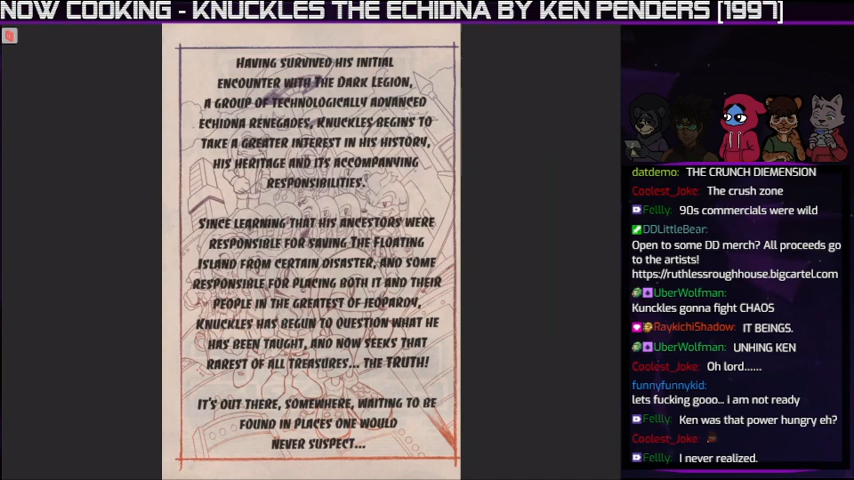 NOW COOKING - KNUCKLES THE ECHIDNA BY KEN PENDERS [1997]
HAVING SURVIVED HIS INITIAL
ENCOUNTER WITH THE DARK LEGION,
A GROUP OF TECHNOLOGICALLY ADVANCED
ECHIDNA RENEGADES, KNUCKLES BEGINS TO
TAKE A GREATER INTEREST IN HIS HISTORY,
HIS HERITAGE AND ITS ACCOMPANYING
RESPONSIBILITIES.
SINCE LEARNING THAT HIS ANCESTORS WERE
RESPONSIBLE FOR SAVING THE FLOATING
ISLAND FROM CERTAIN DISASTER, AND SOME
RESPONSIBLE FOR PLACING BOTH IT AND THEIR
PEOPLE IN THE GREATEST OF JEOPARDY,
KNUCKLES HAS BEGUN TO QUESTION WHAT HE
HAS BEEN TAUGHT, AND NOW SEEKS THAT
RAREST OF ALL TREASURES... THE TRUTH!
IT'S OUT THERE, SOMEWHERE, WAITING TO BE
FOUND IN PLACES ONE WOULD
NEVER SUSPECT...
datdemo: THE CRUNCH DIEMENSION
Coolest_Joke: The crush zone
Fellly: 90s commercials were wild
DDLittleBear:
Open to some DD merch? All proceeds go
to the artists!
https://ruthlessroughhouse.bigcartel.com
UberWolfman:
Kunckles gonna fight CHAOS
RaykichiShadow: IT BEINGS.
UberWolfman: UNHING KEN
Coolest_Joke: Oh lord......
funnyfunnykid:
lets fucking gooo... i am not ready
Fellly: Ken was that power hungry eh?
Coolest_Joke:
Fellly: I never realized.